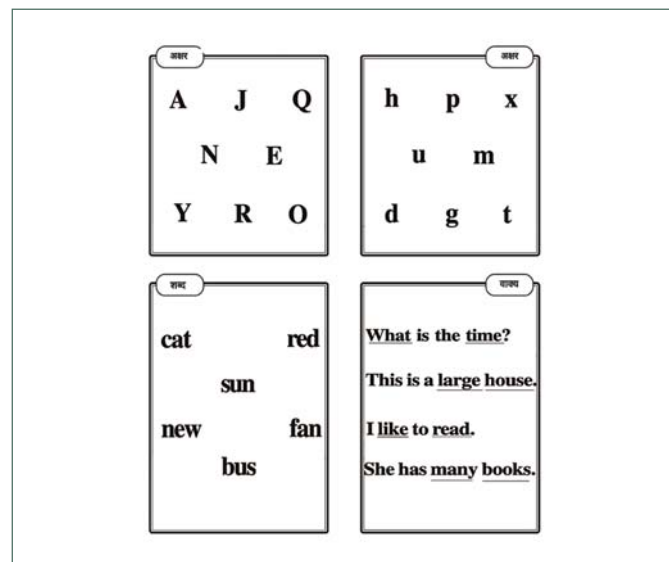 अक्षर
A J Q
N E
Y R O
अक्षर
h p x
u m
d g t
शब्द
cat red
sun
new fan
bus
वाक्य
What is the time?
This is a large house.
I like to read.
She has many books.